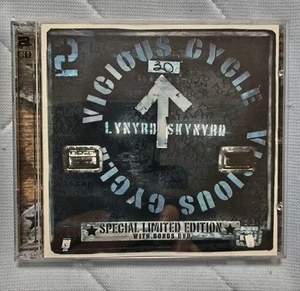 VICIOUS CYCLE
VICIOUS CYCLE
30
LYNYRD SKYNYRD
SPECIAL LIMITED EDITION
WITH BONUS DVD